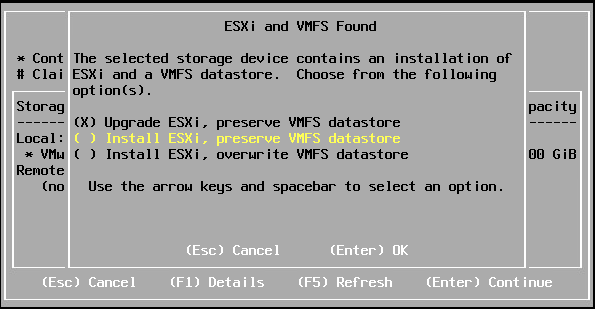 ESXi and VMFS Found
* Cont
# Clai
The selected storage device contains an installation of
ESXi and a VMFS datastore.  Choose from the following
option(s).
Storag
pacity
------
------
(X) Upgrade ESXi, preserve VMFS datastore
Local:
( ) Install ESXi, preserve VMFS datastore
* VMw
( ) Install ESXi, overwrite VMFS datastore
00 GiB
Remote
(no
Use the arrow keys and spacebar to select an option.
(Esc) Cancel (Enter) OK
(Esc) Cancel (F1) Details (F5) Refresh (Enter) Continue